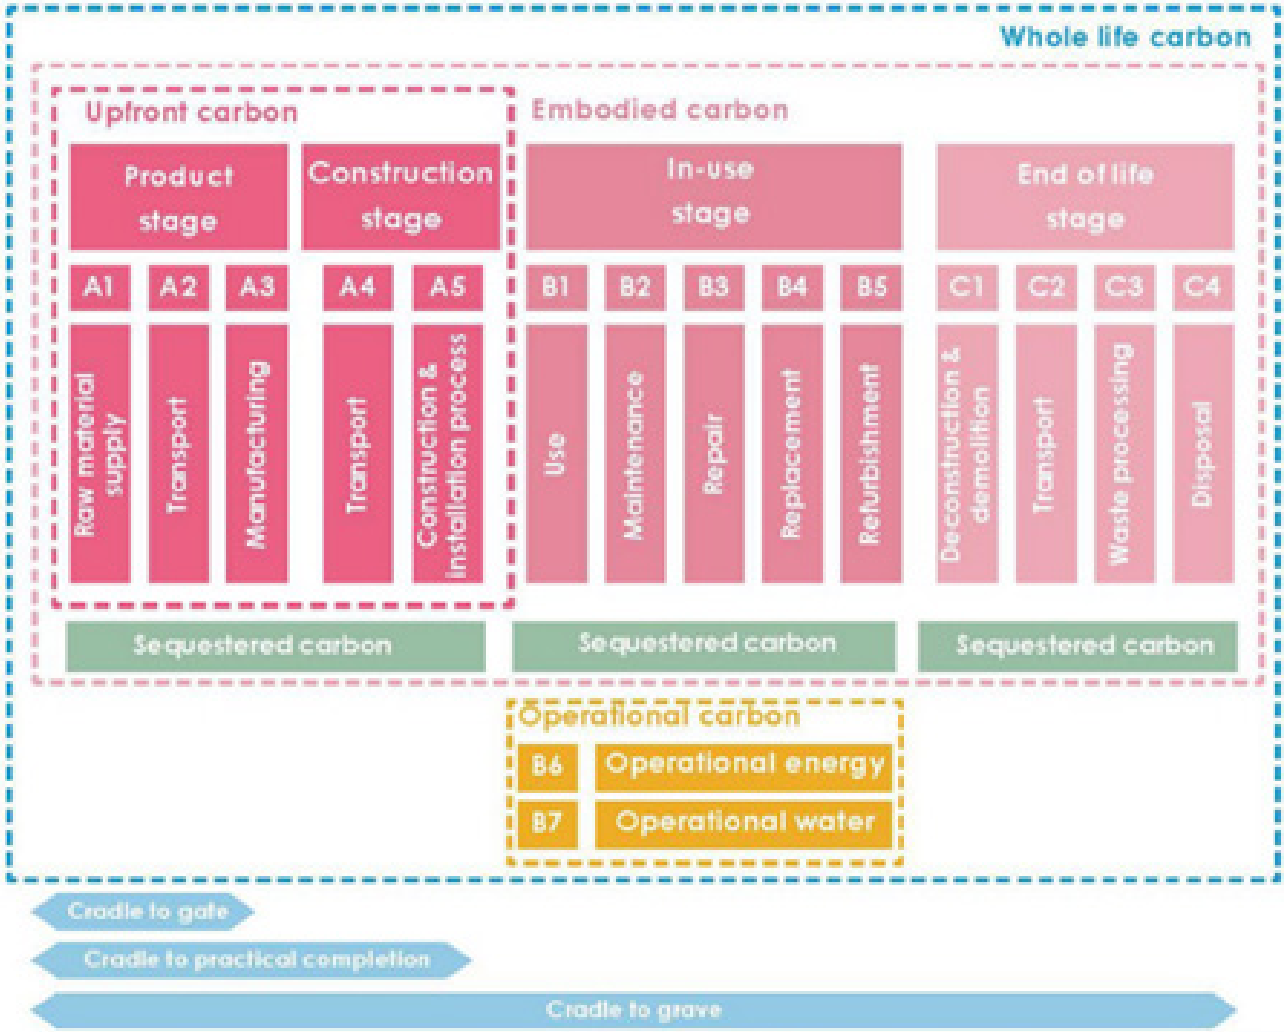 Whole life carbon
Upfront carbon
Embodied carbon
Product
stage
Construction
stage
In-use
stage
End of life
stage
A1
A2
A3
A4
A5
B1
B2
B3
B4
B5
C1
C2
C3
C4
Raw material
supply
Transport
Manufacturing
Transport
Construction &
installation process
Use
Maintenance
Repair
Replacement
Refurbishment
Deconstruction &
demolition
Transport
Waste processing
Disposal
Sequestered carbon
Sequestered carbon
Sequestered carbon
Operational carbon
B6
Operational energy
B7
Operational water
Cradle to gate
Cradle to practical completion
Cradle to grave